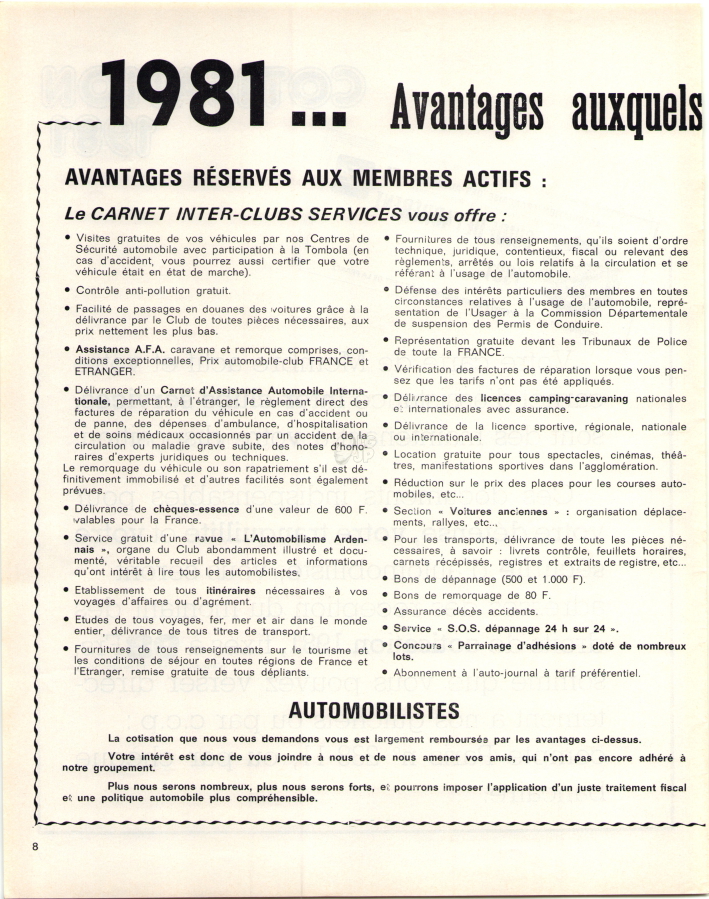 1981... Avantages auxquels
AVANTAGES RÉSERVÉS AUX MEMBRES ACTIFS :
Le CARNET INTER-CLUBS SERVICES vous offre :
• Visites gratuites de vos véhicules par nos Centres de
Sécurité automobile avec participation à la Tombola (en
cas d'accident, vous pourrez aussi certifier que votre
véhicule était en état de marche).
• Contrôle anti-pollution gratuit.
• Facilité de passages en douanes des voitures grâce à la
délivrance par le Club de toutes pièces nécessaires, aux
prix nettement les plus bas.
• Assistance A.F.A. caravane et remorque comprises, con-
ditions exceptionnelles, Prix automobile-club FRANCE et
ETRANGER.
• Délivrance d'un Carnet d'Assistance Automobile Interna-
tionale, permettant, à l'étranger, le règlement direct des
factures de réparation du véhicule en cas d'accident ou
de panne, des dépenses d'ambulance, d'hospitalisation
et de soins médicaux occasionnés par un accident de la
circulation ou maladie grave subite, des notes d'hono-
raires d'experts juridiques ou techniques.
Le remorquage du véhicule ou son rapatriement s'il est dé-
finitivement immobilisé et d'autres facilités sont également
prévues.
• Délivrance de chèques-essence d'une valeur de 600 F.
valables pour la France.
• Service gratuit d'une revue « L'Automobilisme Arden-
nais », organe du Club abondamment illustré et docu-
menté, véritable recueil des articles et informations
qu'ont intérêt à lire tous les automobilistes.
• Etablissement de tous itinéraires nécessaires à vos
voyages d'affaires ou d'agrément.
• Etudes de tous voyages, fer, mer et air dans le monde
entier, délivrance de tous titres de transport.
• Fournitures de tous renseignements sur le tourisme et
les conditions de séjour en toutes régions de France et
l'Etranger, remise gratuite de tous dépliants.
• Fournitures de tous renseignements, qu'ils soient d'ordre
technique, juridique, contentieux, fiscal ou relevant des
règlements, arrêtés ou lois relatifs à la circulation et se
référant à l'usage de l'automobile.
• Défense des intérêts particuliers des membres en toutes
circonstances relatives à l'usage de l'automobile, repré-
sentation de l'Usager à la Commission Départementale
de suspension des Permis de Conduire.
• Représentation gratuite devant les Tribunaux de Police
de toute la FRANCE.
• Vérification des factures de réparation lorsque vous pen-
sez que les tarifs n'ont pas été appliqués.
• Délivrance des licences camping-caravaning nationales
et internationales avec assurance.
• Délivrance de la licence sportive, régionale, nationale
ou internationale.
• Location gratuite pour tous spectacles, cinémas, théâ-
tres, manifestations sportives dans l'agglomération.
• Réduction sur le prix des places pour les courses auto-
mobiles, etc...
• Section « Voitures anciennes » : organisation déplace-
ments, rallyes, etc..,
• Pour les transports, délivrance de toute les pièces né-
cessaires, à savoir : livrets contrôle, feuillets horaires,
carnets récépissés, registres et extraits de registre, etc...
• Bons de dépannage (500 et 1.000 F).
• Bons de remorquage de 80 F.
• Assurance décès accidents.
• Service « S.O.S. dépannage 24 h sur 24 ».
• Concours « Parrainage d'adhésions » doté de nombreux
lots.
• Abonnement à l'auto-journal à tarif préférentiel.
AUTOMOBILISTES
La cotisation que nous vous demandons vous est largement remboursée par les avantages ci-dessus.
Votre intérêt est donc de vous joindre à nous et de nous amener vos amis, qui n'ont pas encore adhéré à
notre groupement.
Plus nous serons nombreux, plus nous serons forts, et pourrons imposer l'application d'un juste traitement fiscal
et une politique automobile plus compréhensible.
8